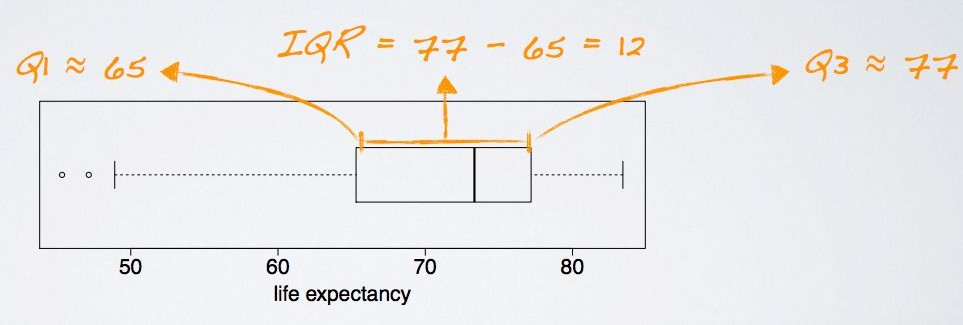 IQR = 77 - 65 = 12
Q1 ≈ 65
Q3 ≈ 77
50 60 70 80
life expectancy